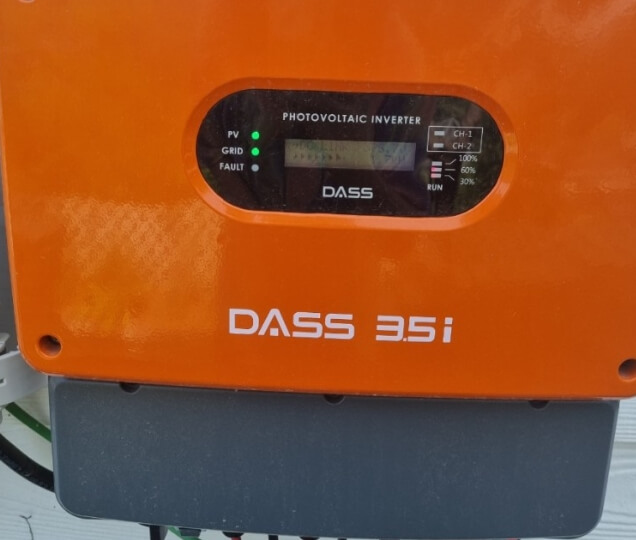 PHOTOVOLTAIC INVERTER
PV
GRID
FAULT
CH-1
CH-2
100%
60%
30%
RUN
DASS
DASS 3.5i